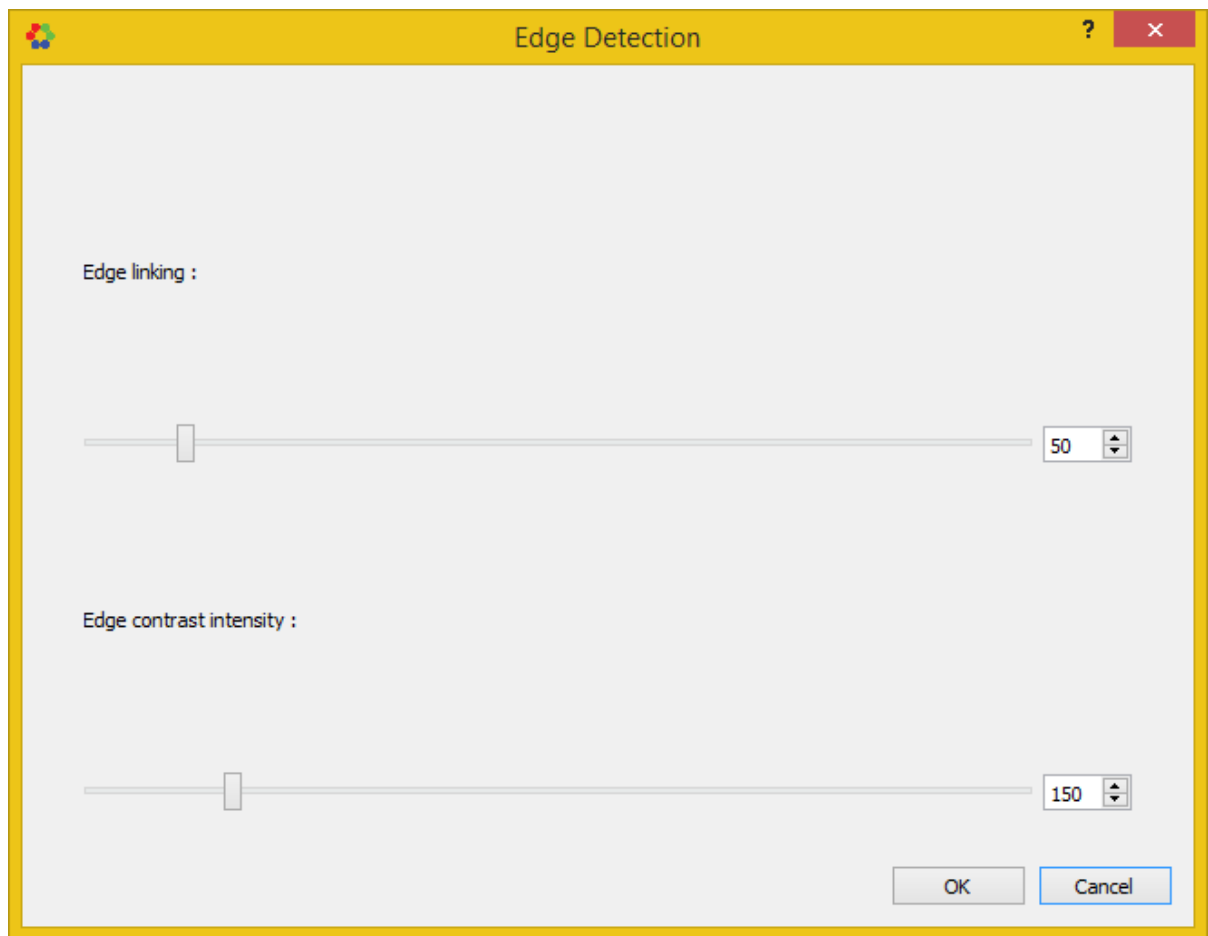 Edge Detection
?
Edge linking :
50
Edge contrast intensity :
150
OK
Cancel